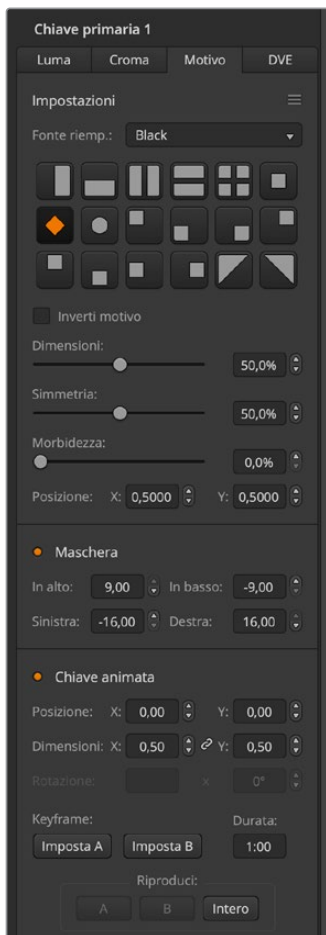 Chiave primaria 1
Luma Croma Motivo DVE
Impostazioni
Fonte riemp.: Black
Inverti motivo
Dimensioni:
50,0%
Simmetria:
50,0%
Morbidezza:
0,0%
Posizione: X: 0,5000 Y: 0,5000
Maschera
In alto: 9,00 In basso: -9,00
Sinistra: -16,00 Destra: 16,00
Chiave animata
Posizione: X: 0,00 Y: 0,00
Dimensioni: X: 0,50 Y: 0,50
Rotazione: x 0°
Keyframe: Durata:
Imposta A Imposta B 1:00
Riproduci:
A B Intero